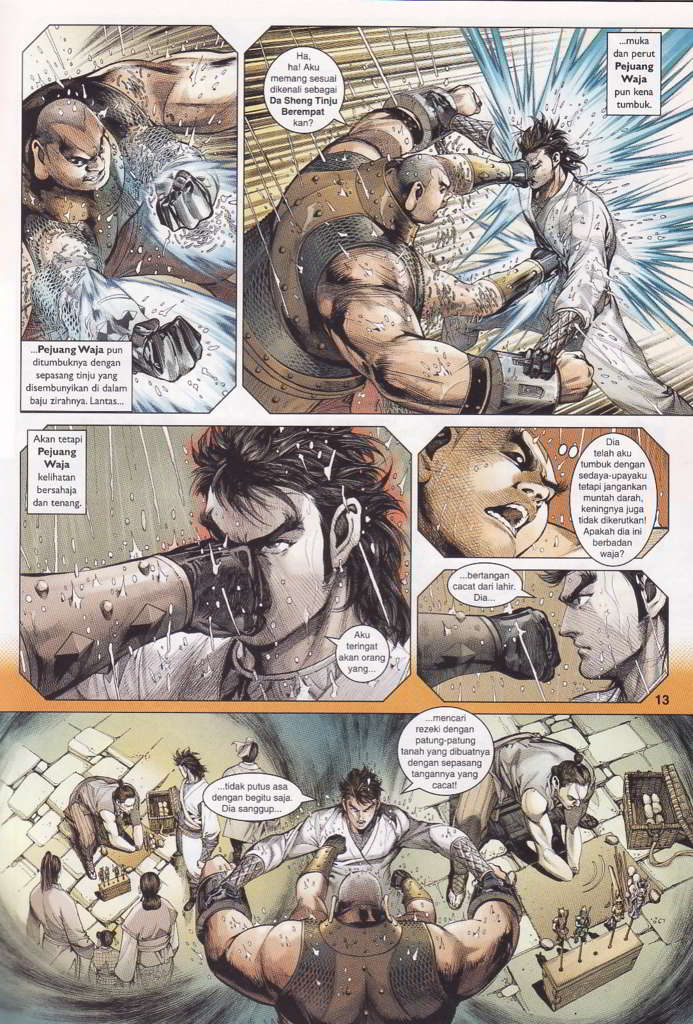 ...Pejuang Waja pun
ditumbuknya dengan
sepasang tinju yang
disembunyikan di dalam
baju zirahnya. Lantas...
Ha,
ha! Aku
memang sesuai
dikenali sebagai
Da Sheng Tinju
Berempat
kan?
...muka
dan perut
Pejuang
Waja
pun kena
tumbuk.
Akan tetapi
Pejuang
Waja
kelihatan
bersahaja
dan tenang.
Aku
teringat
akan orang
yang...
Dia
telah aku
tumbuk dengan
sedaya-upayaku
tetapi jangankan
muntah darah,
keningnya juga
tidak dikerutkan!
Apakah dia ini
berbadan
waja?
...bertangan
cacat dari lahir.
Dia...
13
...tidak putus asa
dengan begitu saja.
Dia sanggup...
...mencari
rezeki dengan
patung-patung
tanah yang dibuatnya
dengan sepasang
tangannya yang
cacat!